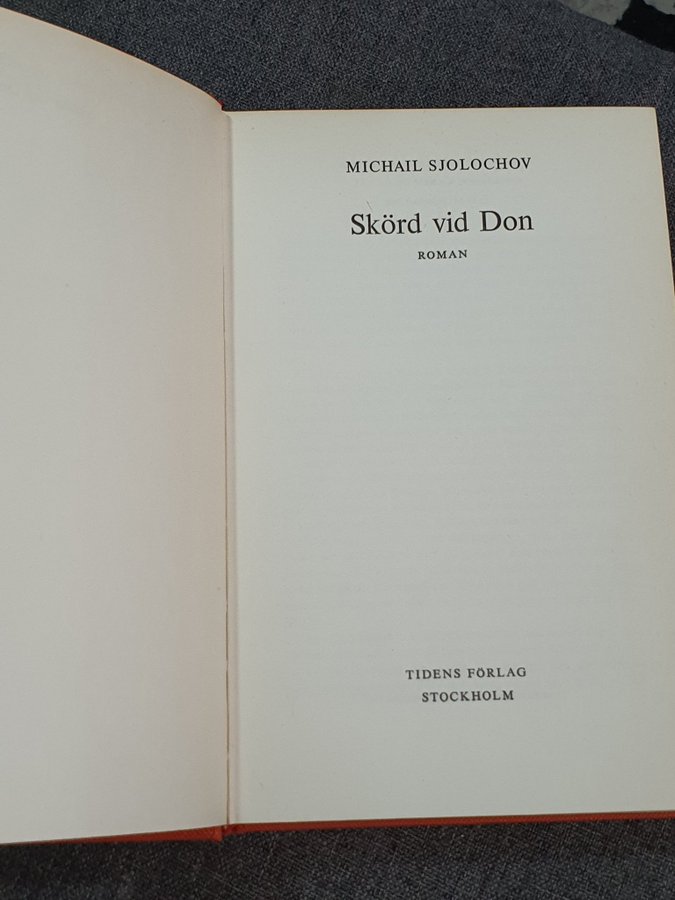 MICHAIL SJOLOCHOV
Skörd vid Don
ROMAN
TIDENS FÖRLAG
STOCKHOLM